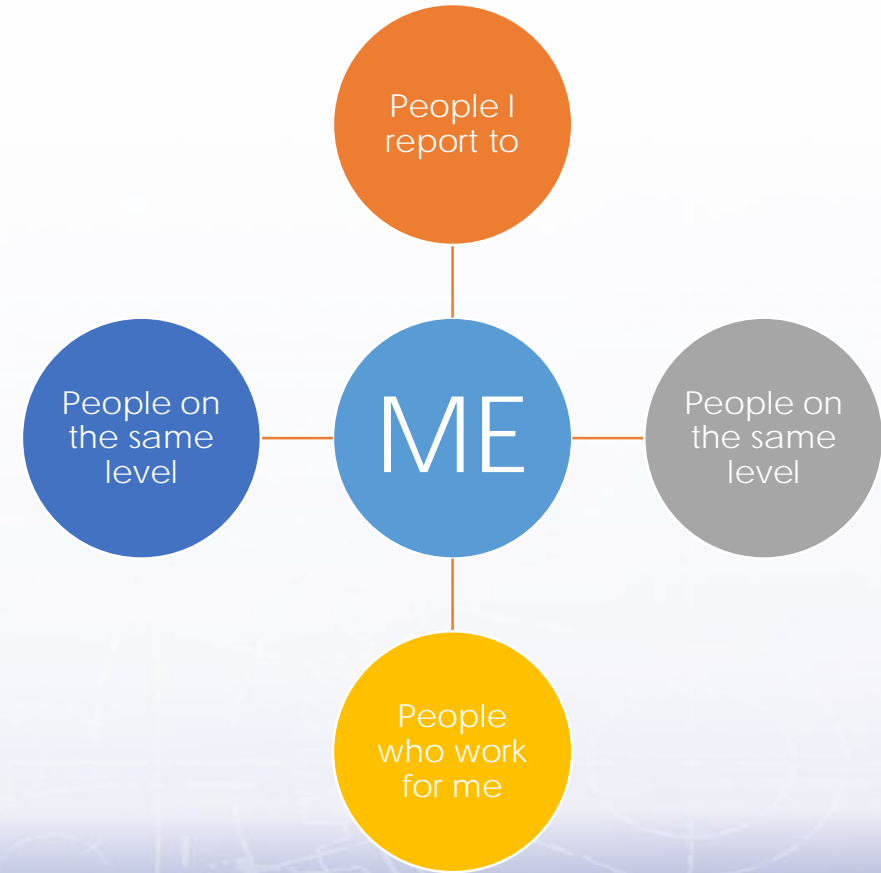 People I
report to
People on
the same
level
ME
People on
the same
level
People
who work
for me